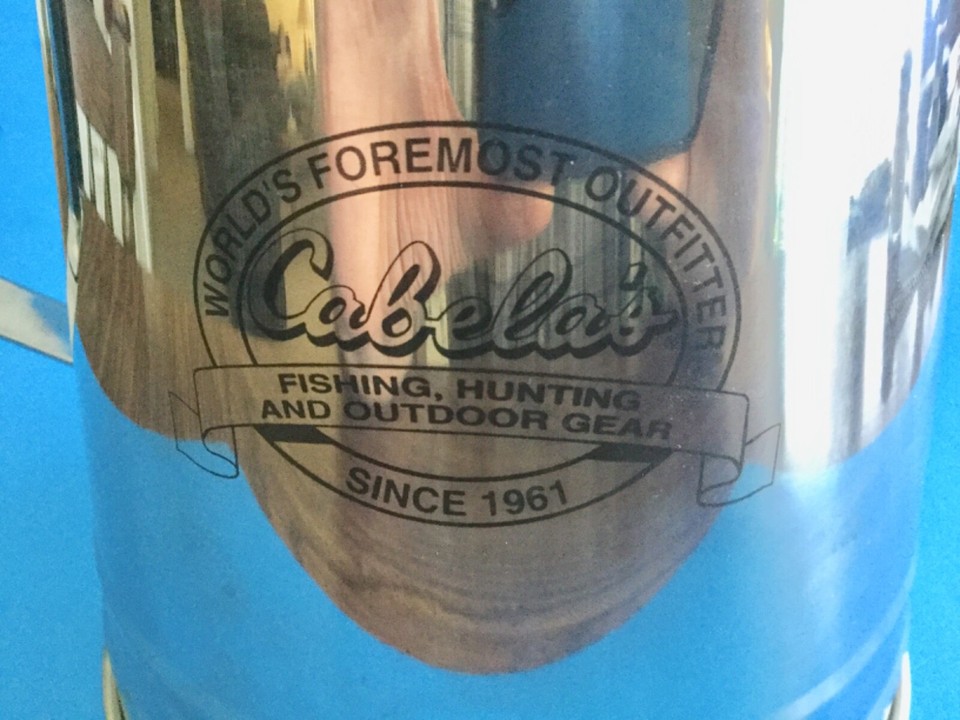 WORLD'S FOREMOST OUTFITTER
Cabela's
FISHING, HUNTING
AND OUTDOOR GEAR
SINCE 1961